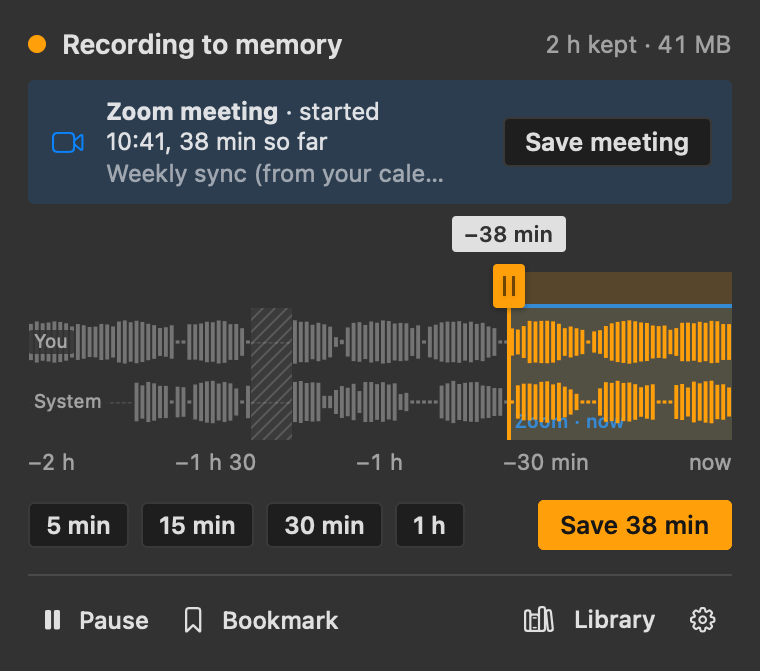 Recording to memory
2 h kept · 41 MB
Zoom meeting · started
10:41, 38 min so far
Weekly sync (from your cale...
Save meeting
−38 min
You
System
Zoom · now
−2 h
−1 h 30
−1 h
−30 min
now
5 min
15 min
30 min
1 h
Save 38 min
Pause
Bookmark
Library